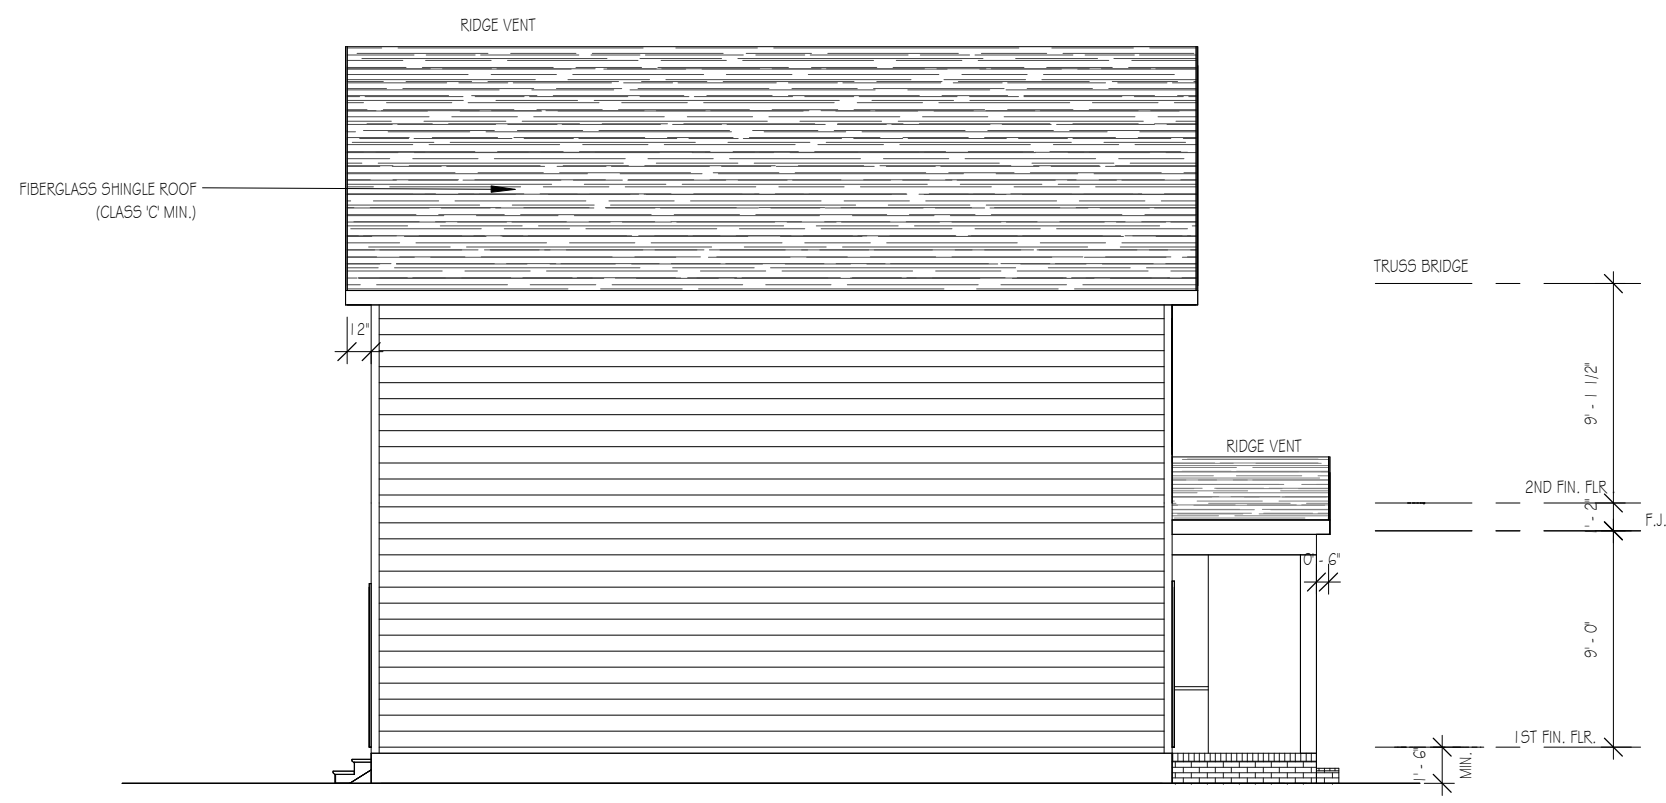 RIDGE VENT
FIBERGLASS SHINGLE ROOF
(CLASS 'C' MIN.)
TRUSS BRIDGE
12"
9' - 1 1/2"
RIDGE VENT
2ND FIN. FLR
' - 2"
F.J.
0' - 6"
9' - 0"
1ST FIN. FLR.
1' - 6"
MIN.